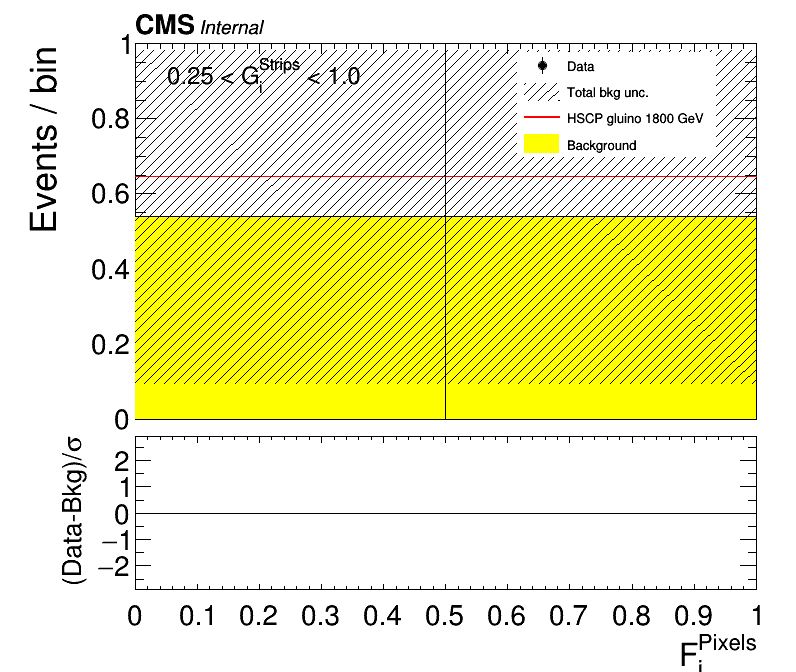 CMS Internal
Events / bin
0.25 < G_i^Strips < 1.0
Data
Total bkg unc.
HSCP gluino 1800 GeV
Background
1
0.8
0.6
0.4
0.2
0
(Data-Bkg)/σ
2
1
0
−1
−2
0 0.1 0.2 0.3 0.4 0.5 0.6 0.7 0.8 0.9 1
F_i^Pixels